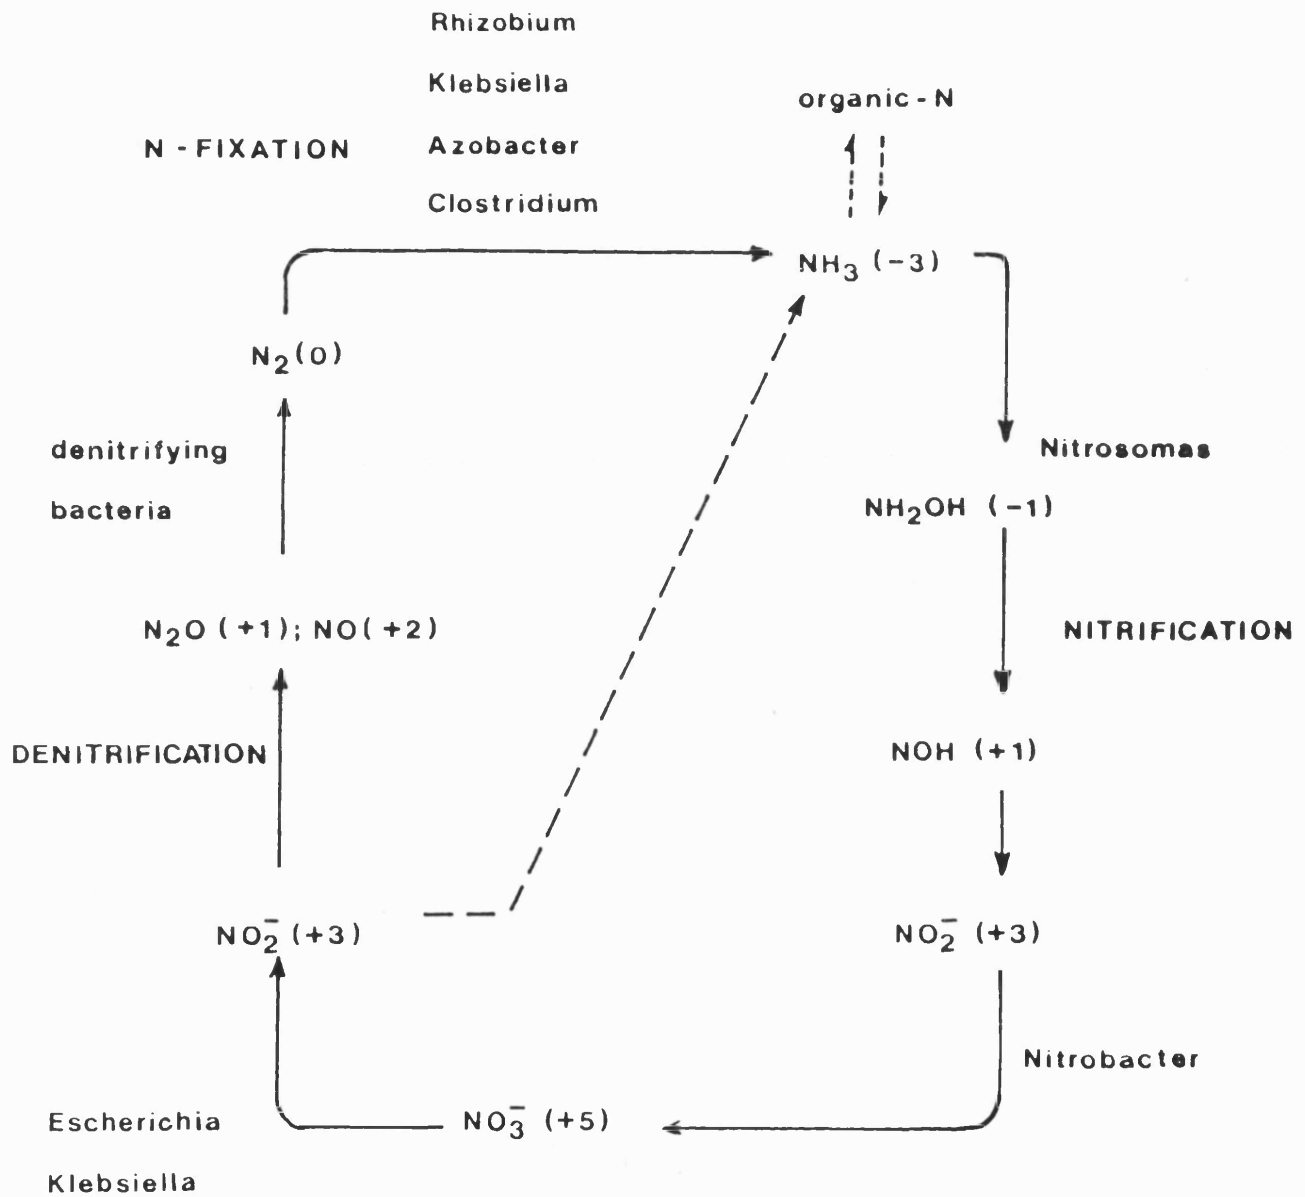 Rhizobium
Klebsiella
organic - N
N - FIXATION
Azobacter
Clostridium
NH₃ (-3)
N₂(0)
denitrifying
bacteria
Nitrosomas
NH₂OH (-1)
N₂O (+1); NO(+2)
NITRIFICATION
DENITRIFICATION
NOH (+1)
NO₂⁻ (+3)
NO₂⁻ (+3)
Nitrobacter
Escherichia
Klebsiella
NO₃⁻ (+5)